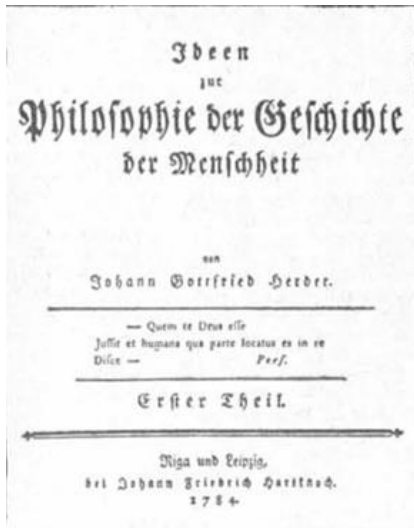 Ideen
zur
Philosophie der Geschichte
der Menschheit
von
Johann Gottfried Herder.
— Quem te Deus eſſe
Juſſit et humana qua parte locatus es in re
Diſce — Perſ.
Erſter Theil.
Riga und Leipzig,
bei Johann Friedrich Hartknoch.
1784.